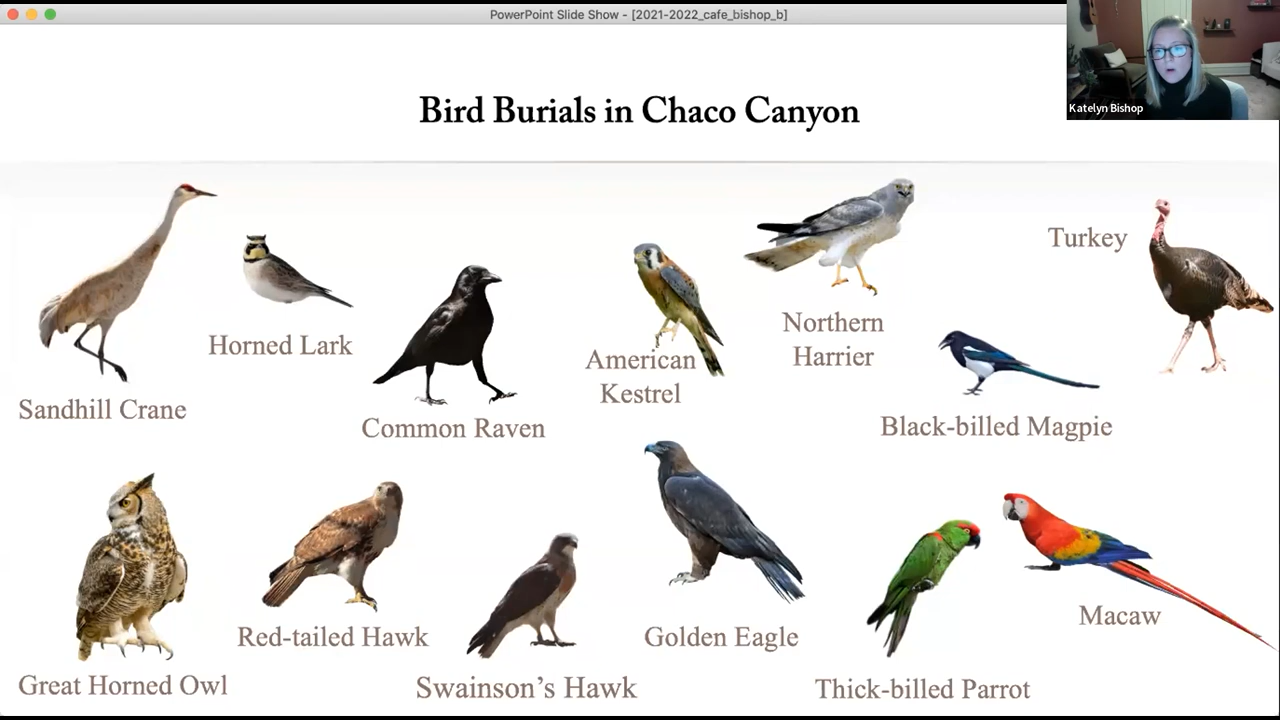 PowerPoint Slide Show - [2021-2022_cafe_bishop_b]
Katelyn Bishop
Bird Burials in Chaco Canyon
Sandhill Crane
Horned Lark
Common Raven
American
Kestrel
Northern
Harrier
Black-billed Magpie
Turkey
Great Horned Owl
Red-tailed Hawk
Swainson’s Hawk
Golden Eagle
Thick-billed Parrot
Macaw